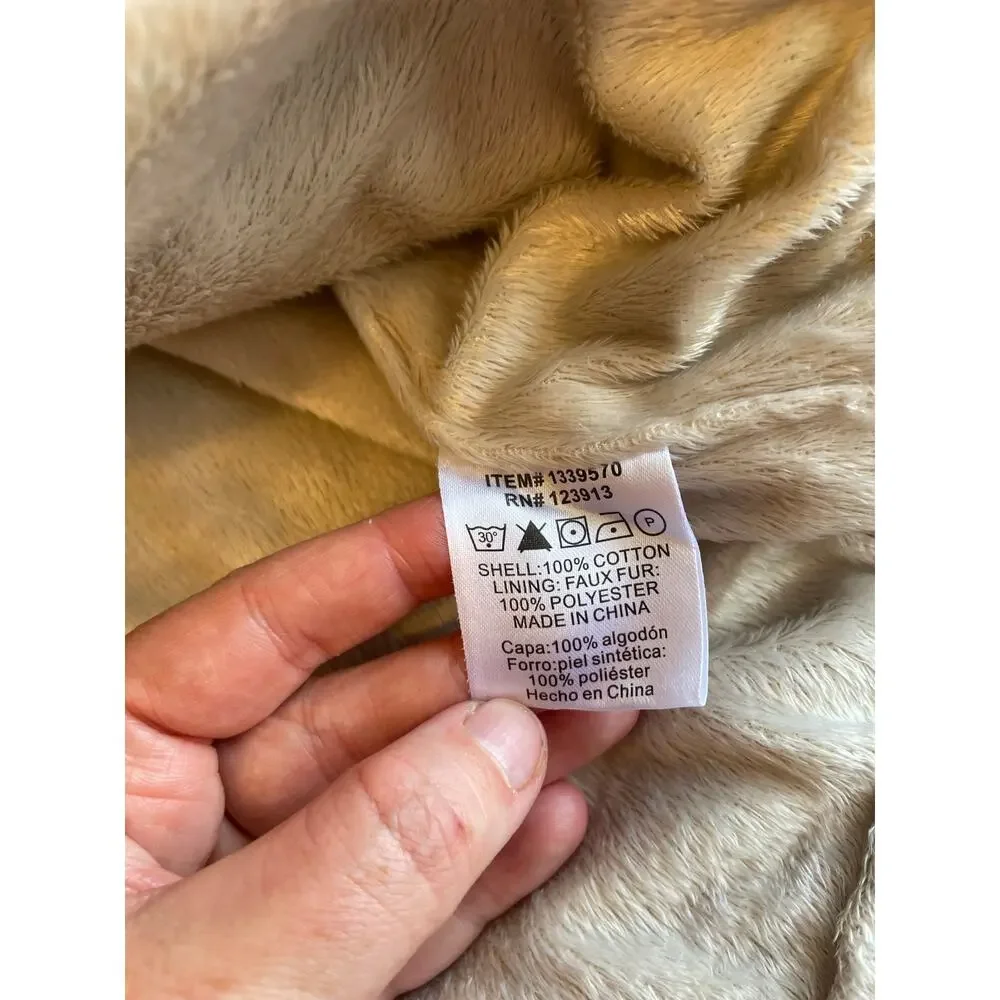 ITEM# 1339570
RN# 123913
30° P
SHELL:100% COTTON
LINING: FAUX FUR:
100% POLYESTER
MADE IN CHINA
Capa:100% algodón
Forro:piel sintética:
100% poliéster
Hecho en China